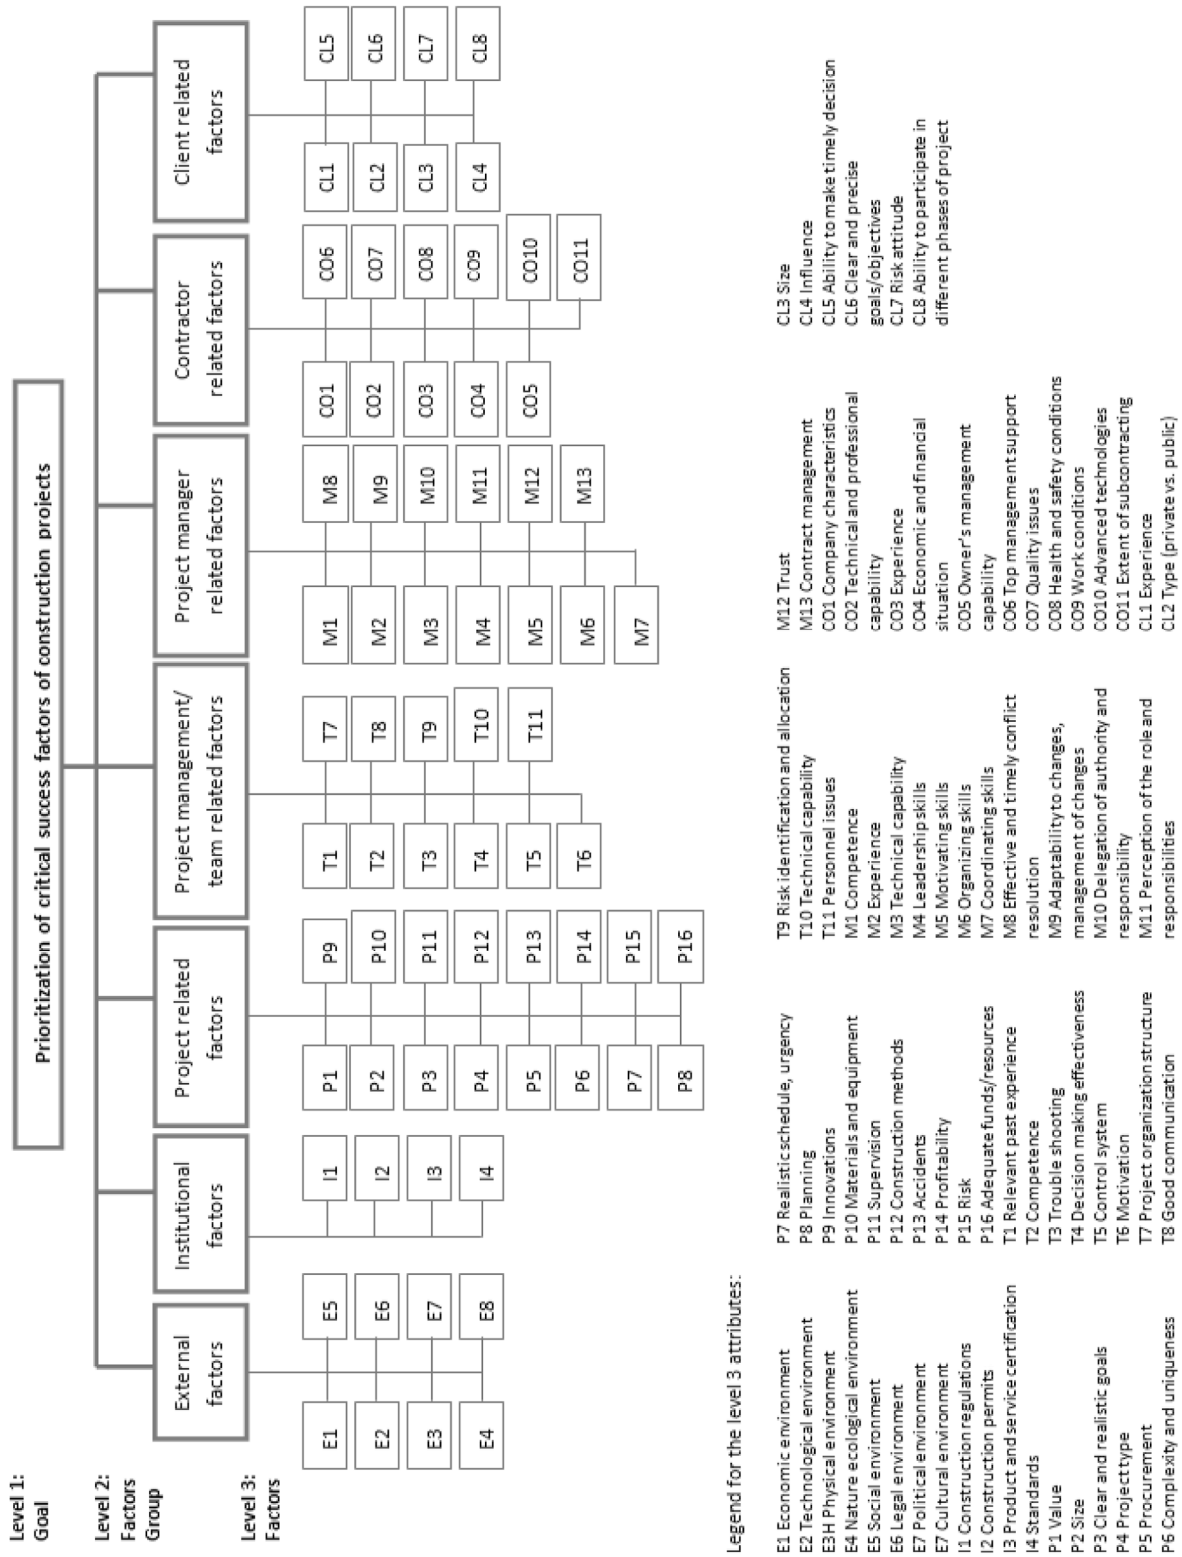 Level 1:
Goal
Prioritization of critical success factors of construction projects
Level 2:
Factors
Group
External
factors
Institutional
factors
Project related
factors
Project management/
team related factors
Project manager
related factors
Contractor
related factors
Client related
factors
Level 3:
Factors
E1 E5 I1 P1 P9 T1 T7 M1 M8 CO1 CO6 CL1 CL5
E2 E6 I2 P2 P10 T2 T8 M2 M9 CO2 CO7 CL2 CL6
E3 E7 I3 P3 P11 T3 T9 M3 M10 CO3 CO8 CL3 CL7
E4 E8 I4 P4 P12 T4 T10 M4 M11 CO4 CO9 CL4 CL8
P5 P13 T5 T11 M5 M12 CO5 CO10
P6 P14 T6 M6 M13 CO11
P7 P15 M7
P8 P16
Legend for the level 3 attributes:
E1 Economic environment
E2 Technological environment
E3H Physical environment
E4 Nature ecological environment
E5 Social environment
E6 Legal environment
E7 Political environment
E7 Cultural environment
I1 Construction regulations
I2 Construction permits
I3 Product and service certification
I4 Standards
P1 Value
P2 Size
P3 Clear and realistic goals
P4 Project type
P5 Procurement
P6 Complexity and uniqueness
P7 Realistic schedule, urgency
P8 Planning
P9 Innovations
P10 Materials and equipment
P11 Supervision
P12 Construction methods
P13 Accidents
P14 Profitability
P15 Risk
P16 Adequate funds/resources
T1 Relevant past experience
T2 Competence
T3 Trouble shooting
T4 Decision making effectiveness
T5 Control system
T6 Motivation
T7 Project organization structure
T8 Good communication
T9 Risk identification and allocation
T10 Technical capability
T11 Personnel issues
M1 Competence
M2 Experience
M3 Technical capability
M4 Leadership skills
M5 Motivating skills
M6 Organizing skills
M7 Coordinating skills
M8 Effective and timely conflict
resolution
M9 Adaptability to changes,
management of changes
M10 Delegation of authority and
responsibility
M11 Perception of the role and
responsibilities
M12 Trust
M13 Contract management
CO1 Company characteristics
CO2 Technical and professional
capability
CO3 Experience
CO4 Economic and financial
situation
CO5 Owner's management
capability
CO6 Top management support
CO7 Quality issues
CO8 Health and safety conditions
CO9 Work conditions
CO10 Advanced technologies
CO11 Extent of subcontracting
CL1 Experience
CL2 Type (private vs. public)
CL3 Size
CL4 Influence
CL5 Ability to make timely decision
CL6 Clear and precise
goals/objectives
CL7 Risk attitude
CL8 Ability to participate in
different phases of project